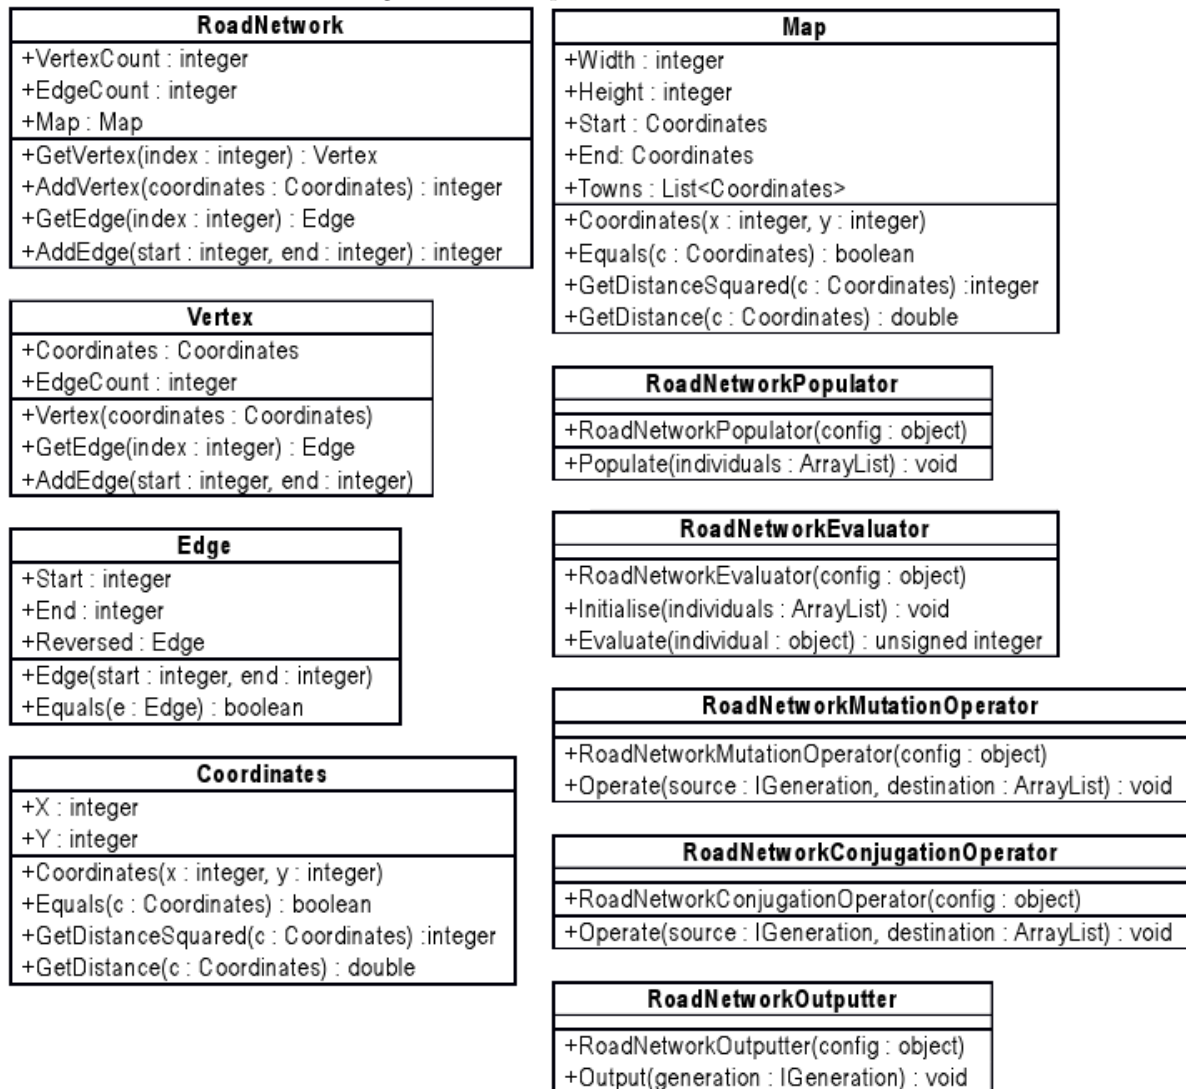 RoadNetwork
+VertexCount : integer
+EdgeCount : integer
+Map : Map
+GetVertex(index : integer) : Vertex
+AddVertex(coordinates : Coordinates) : integer
+GetEdge(index : integer) : Edge
+AddEdge(start : integer, end : integer) : integer
Vertex
+Coordinates : Coordinates
+EdgeCount : integer
+Vertex(coordinates : Coordinates)
+GetEdge(index : integer) : Edge
+AddEdge(start : integer, end : integer)
Edge
+Start : integer
+End : integer
+Reversed : Edge
+Edge(start : integer, end : integer)
+Equals(e : Edge) : boolean
Coordinates
+X : integer
+Y : integer
+Coordinates(x : integer, y : integer)
+Equals(c : Coordinates) : boolean
+GetDistanceSquared(c : Coordinates) :integer
+GetDistance(c : Coordinates) : double
Map
+Width : integer
+Height : integer
+Start : Coordinates
+End: Coordinates
+Towns : List<Coordinates>
+Coordinates(x : integer, y : integer)
+Equals(c : Coordinates) : boolean
+GetDistanceSquared(c : Coordinates) :integer
+GetDistance(c : Coordinates) : double
RoadNetworkPopulator
+RoadNetworkPopulator(config : object)
+Populate(individuals : ArrayList) : void
RoadNetworkEvaluator
+RoadNetworkEvaluator(config : object)
+Initialise(individuals : ArrayList) : void
+Evaluate(individual : object) : unsigned integer
RoadNetworkMutationOperator
+RoadNetworkMutationOperator(config : object)
+Operate(source : IGeneration, destination : ArrayList) : void
RoadNetworkConjugationOperator
+RoadNetworkConjugationOperator(config : object)
+Operate(source : IGeneration, destination : ArrayList) : void
RoadNetworkOutputter
+RoadNetworkOutputter(config : object)
+Output(generation : IGeneration) : void